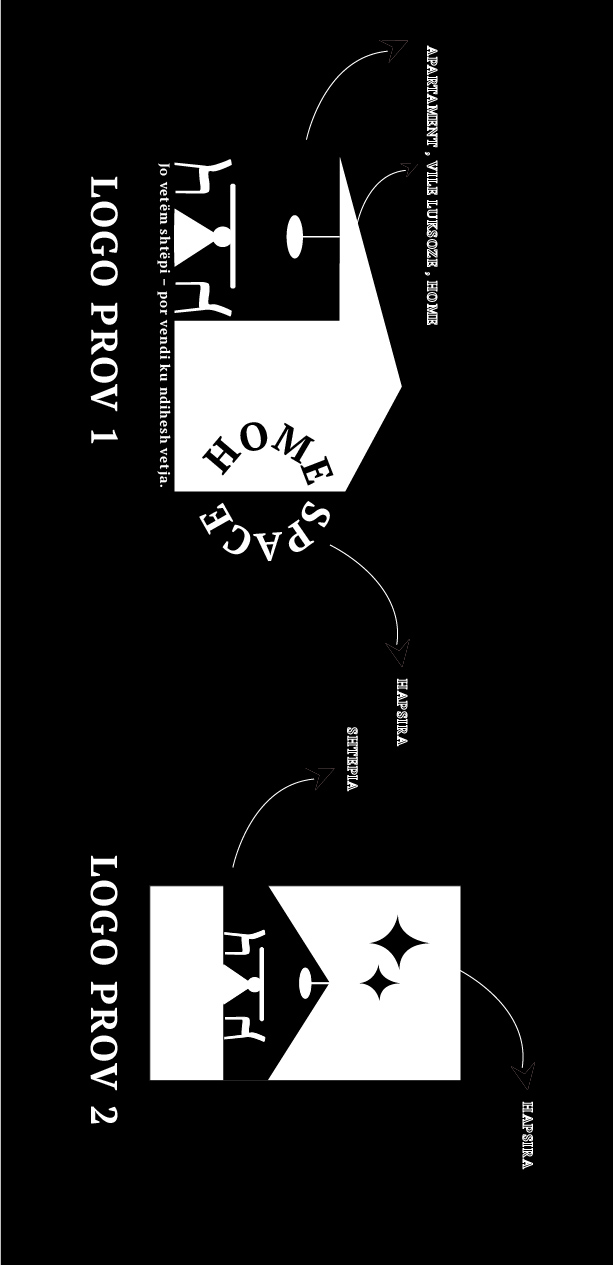 APARTAMENT , VILE LUKSOZE , HOME
HOME
SPACE
Jo vetëm shtëpi – por vendi ku ndihesh vetja.
LOGO PROV 1
HAPSIRA
SHTEPIA
HAPSIRA
LOGO PROV 2